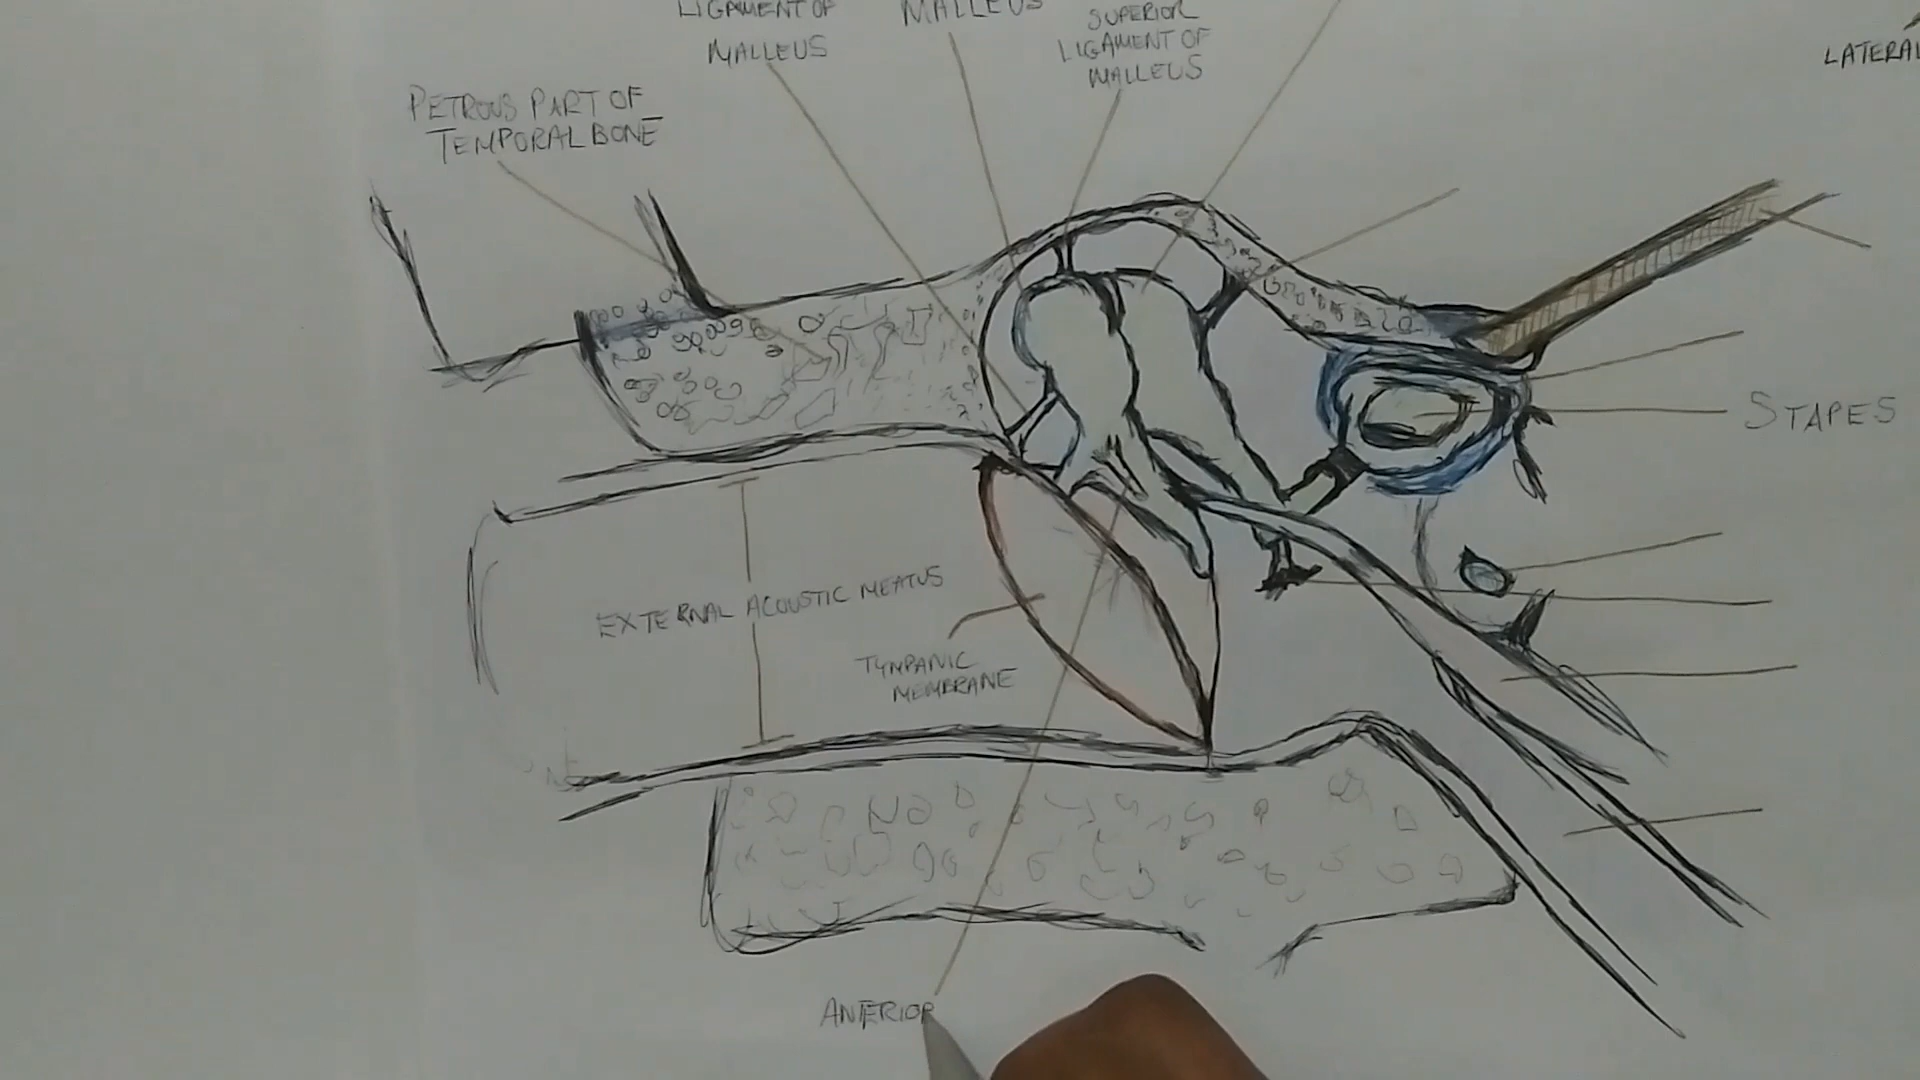 LIGAMENT OF
MALLEUS
MALLEUS
SUPERIOR
LIGAMENT OF
MALLEUS
LATERAL
PETROUS PART OF
TEMPORAL BONE
STAPES
EXTERNAL ACOUSTIC MEATUS
TYMPANIC
MEMBRANE
ANTERIOR